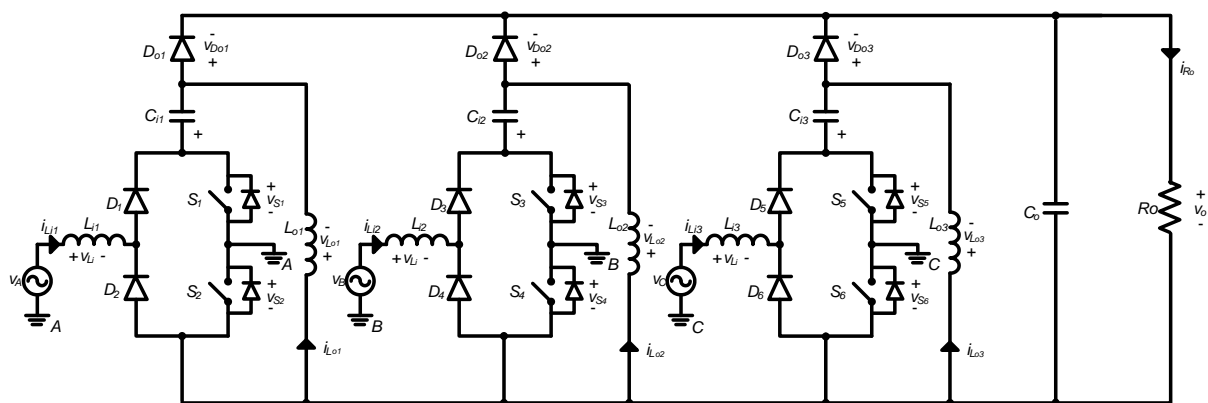 Do1 - vDo1 +
Do2 - vDo2 +
Do3 - vDo3 +
iRo
Ci1 +
Ci2 +
Ci3 +
D1 S1 + vS1 -
D3 S3 + vS3 -
D5 S5 + vS5 -
iLi1 Li1 + vLi -
Lo1 - vLo1 +
iLi2 Li2 + vLi -
Lo2 - vLo2 +
iLi3 Li3 + vLi -
Lo3 - vLo3 +
Co
Ro + vo -
A
B
C
vA D2 S2 + vS2 -
vB D4 S4 + vS4 -
vC D6 S6 + vS6 -
A
B
C
iLo1
iLo2
iLo3